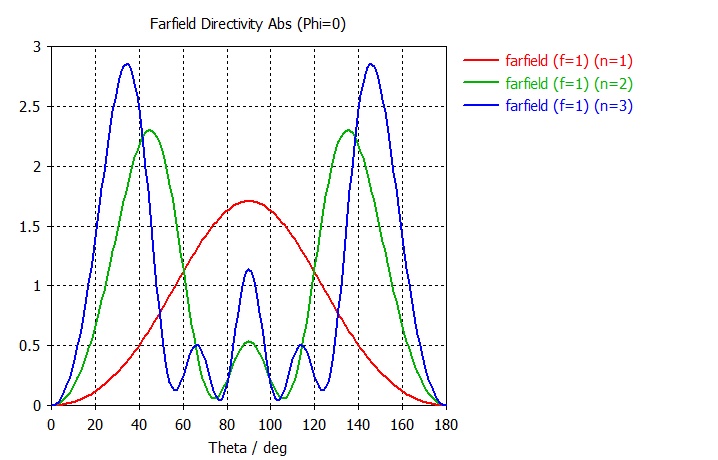 Farfield Directivity Abs (Phi=0)
3
2.5
2
1.5
1
0.5
0
0 20 40 60 80 100 120 140 160 180
Theta / deg
farfield (f=1) (n=1)
farfield (f=1) (n=2)
farfield (f=1) (n=3)